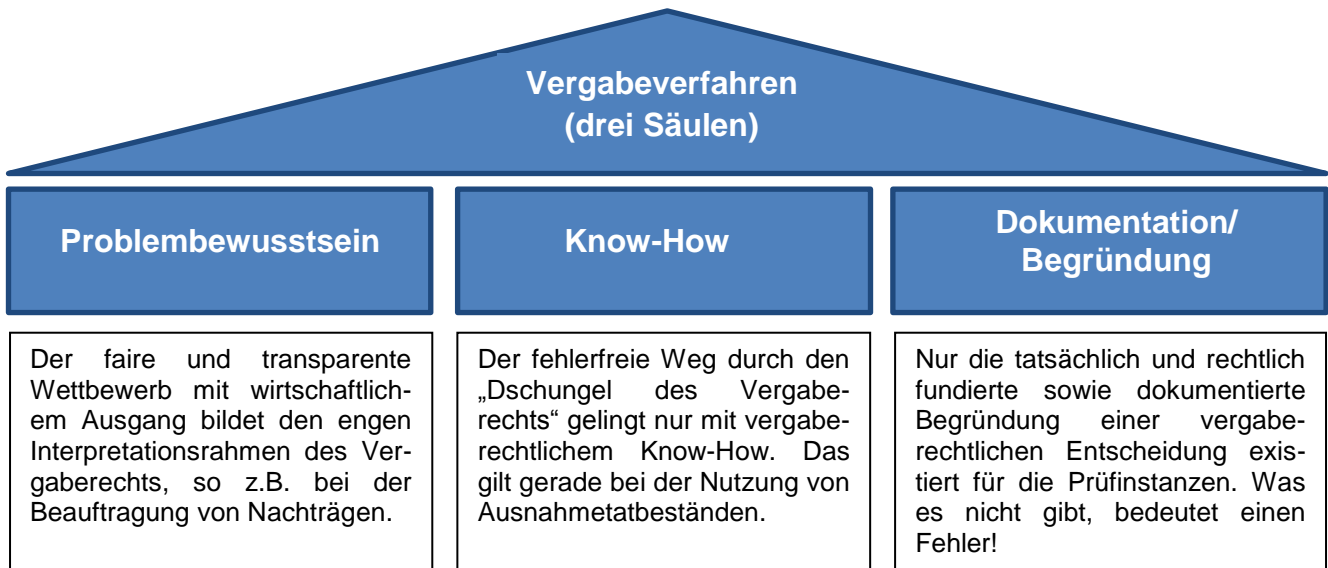 Vergabeverfahren
(drei Säulen)
Problembewusstsein
Know-How
Dokumentation/
Begründung
Der faire und transparente
Wettbewerb mit wirtschaftlich-
em Ausgang bildet den engen
Interpretationsrahmen des Ver-
gaberechts, so z.B. bei der
Beauftragung von Nachträgen.
Der fehlerfreie Weg durch den
„Dschungel des Vergabe-
rechts“ gelingt nur mit vergabe-
rechtlichem Know-How. Das
gilt gerade bei der Nutzung von
Ausnahmetatbeständen.
Nur die tatsächlich und rechtlich
fundierte sowie dokumentierte
Begründung einer vergabe-
rechtlichen Entscheidung exis-
tiert für die Prüfinstanzen. Was
es nicht gibt, bedeutet einen
Fehler!